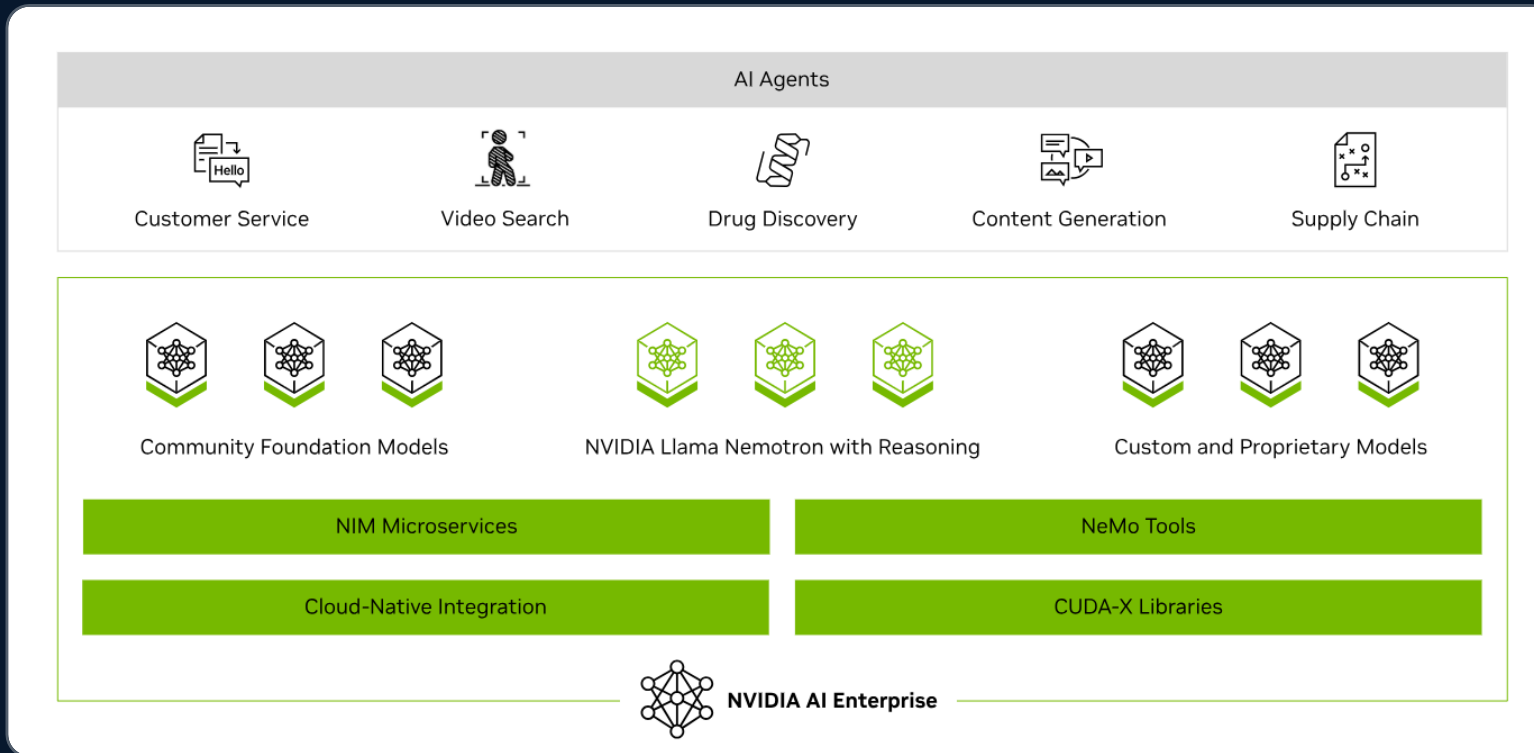 AI Agents
Hello
Customer Service
Video Search
Drug Discovery
Content Generation
Supply Chain
Community Foundation Models
NVIDIA Llama Nemotron with Reasoning
Custom and Proprietary Models
NIM Microservices
NeMo Tools
Cloud-Native Integration
CUDA-X Libraries
NVIDIA AI Enterprise